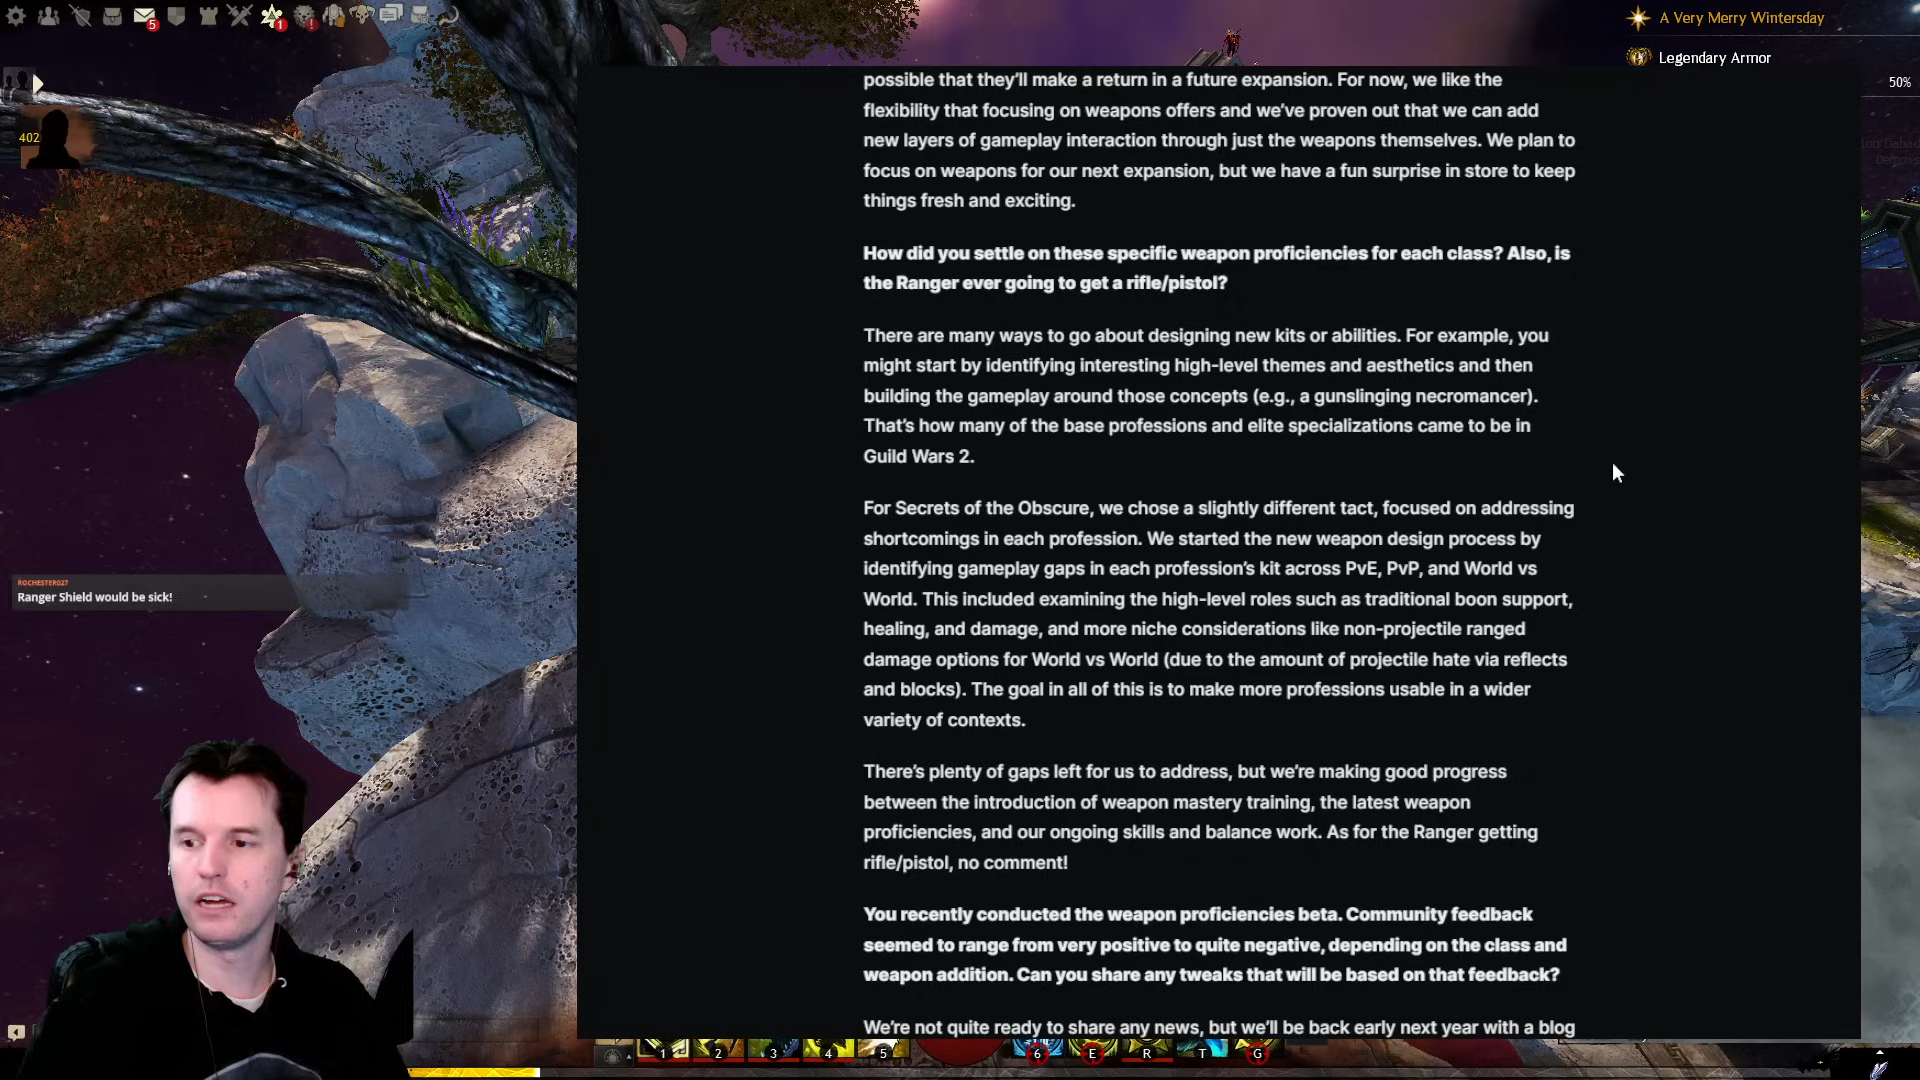 5
1
A Very Merry Wintersday
Legendary Armor
50%
402
possible that they'll make a return in a future expansion. For now, we like the
flexibility that focusing on weapons offers and we've proven out that we can add
new layers of gameplay interaction through just the weapons themselves. We plan to
focus on weapons for our next expansion, but we have a fun surprise in store to keep
things fresh and exciting.
How did you settle on these specific weapon proficiencies for each class? Also, is
the Ranger ever going to get a rifle/pistol?
There are many ways to go about designing new kits or abilities. For example, you
might start by identifying interesting high-level themes and aesthetics and then
building the gameplay around those concepts (e.g., a gunslinging necromancer).
That's how many of the base professions and elite specializations came to be in
Guild Wars 2.
For Secrets of the Obscure, we chose a slightly different tact, focused on addressing
shortcomings in each profession. We started the new weapon design process by
identifying gameplay gaps in each profession's kit across PvE, PvP, and World vs
World. This included examining the high-level roles such as traditional boon support,
healing, and damage, and more niche considerations like non-projectile ranged
damage options for World vs World (due to the amount of projectile hate via reflects
and blocks). The goal in all of this is to make more professions usable in a wider
variety of contexts.
There's plenty of gaps left for us to address, but we're making good progress
between the introduction of weapon mastery training, the latest weapon
proficiencies, and our ongoing skills and balance work. As for the Ranger getting
rifle/pistol, no comment!
You recently conducted the weapon proficiencies beta. Community feedback
seemed to range from very positive to quite negative, depending on the class and
weapon addition. Can you share any tweaks that will be based on that feedback?
We're not quite ready to share any news, but we'll be back early next year with a blog
ROCHESTER027
Ranger Shield would be sick!
1 2 3 4 5 6 E R T G